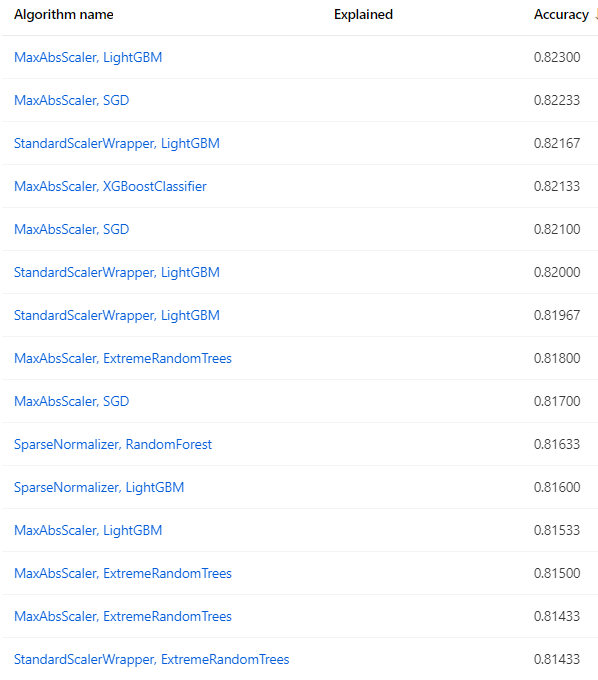 Algorithm name Explained Accuracy ↓
MaxAbsScaler, LightGBM 0.82300
MaxAbsScaler, SGD 0.82233
StandardScalerWrapper, LightGBM 0.82167
MaxAbsScaler, XGBoostClassifier 0.82133
MaxAbsScaler, SGD 0.82100
StandardScalerWrapper, LightGBM 0.82000
StandardScalerWrapper, LightGBM 0.81967
MaxAbsScaler, ExtremeRandomTrees 0.81800
MaxAbsScaler, SGD 0.81700
SparseNormalizer, RandomForest 0.81633
SparseNormalizer, LightGBM 0.81600
MaxAbsScaler, LightGBM 0.81533
MaxAbsScaler, ExtremeRandomTrees 0.81500
MaxAbsScaler, ExtremeRandomTrees 0.81433
StandardScalerWrapper, ExtremeRandomTrees 0.81433